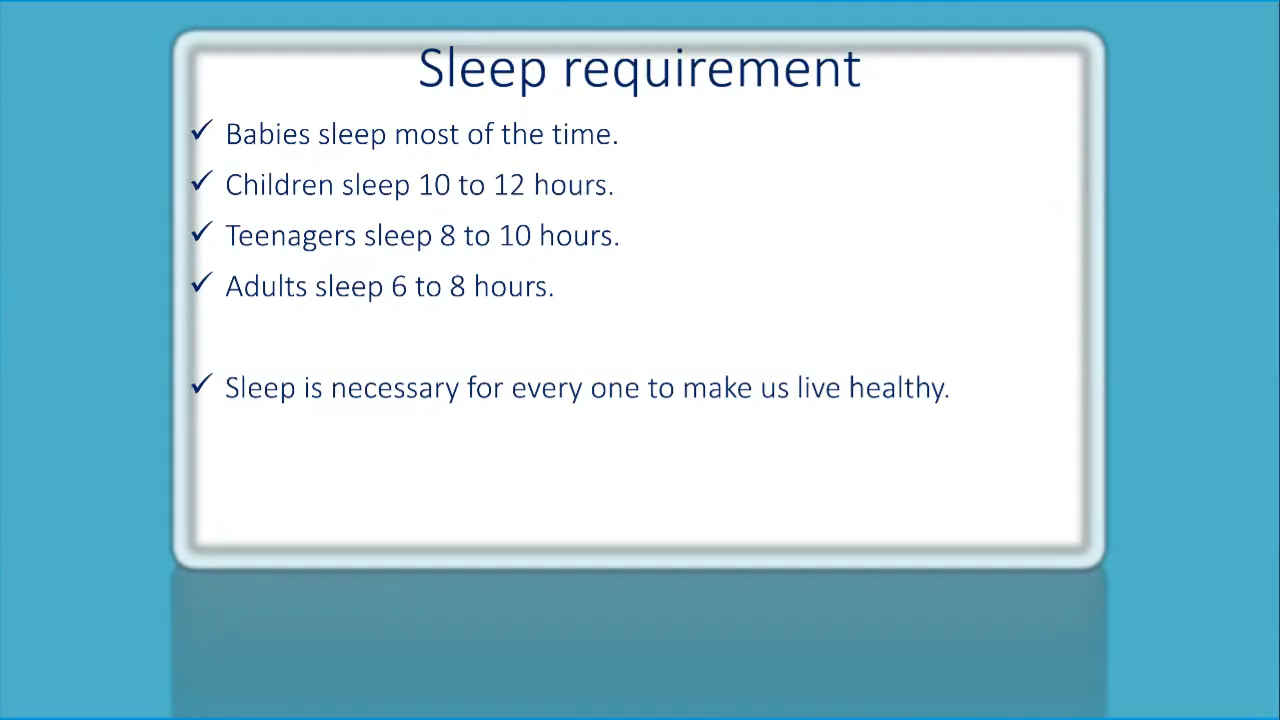 Sleep requirement
✓ Babies sleep most of the time.
✓ Children sleep 10 to 12 hours.
✓ Teenagers sleep 8 to 10 hours.
✓ Adults sleep 6 to 8 hours.
✓ Sleep is necessary for every one to make us live healthy.